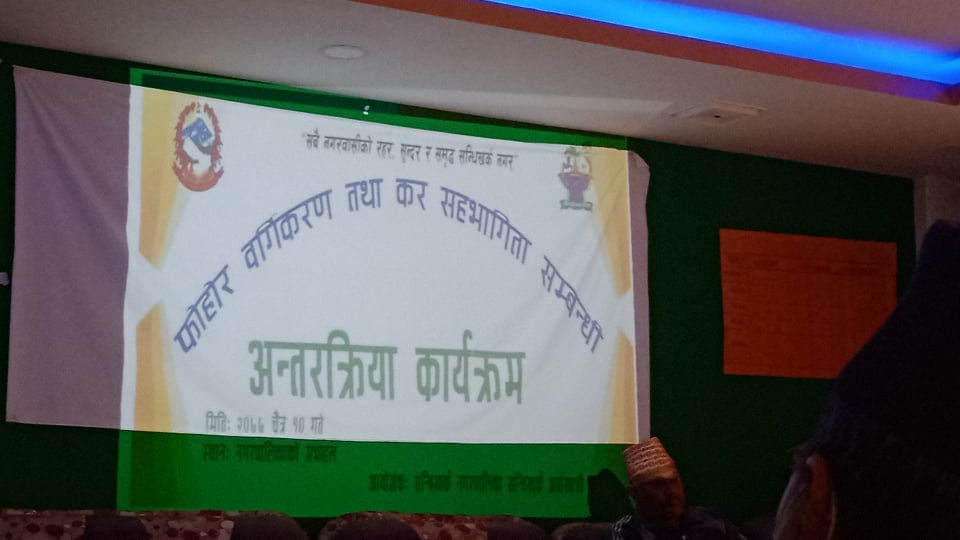 "सबै नगरवासीको रहर, सुन्दर र समृद्ध सन्धिखर्क नगर"
फोहोर वर्गिकरण तथा कर सहभागिता सम्बन्धी
अन्तरक्रिया कार्यक्रम
मितिः २०७७ चैत्र १० गते
स्थानः नगरपालिकाको सभाहल
आयोजकः सन्धिखर्क नगरपालिका सन्धिखर्क अर्घाखाँची